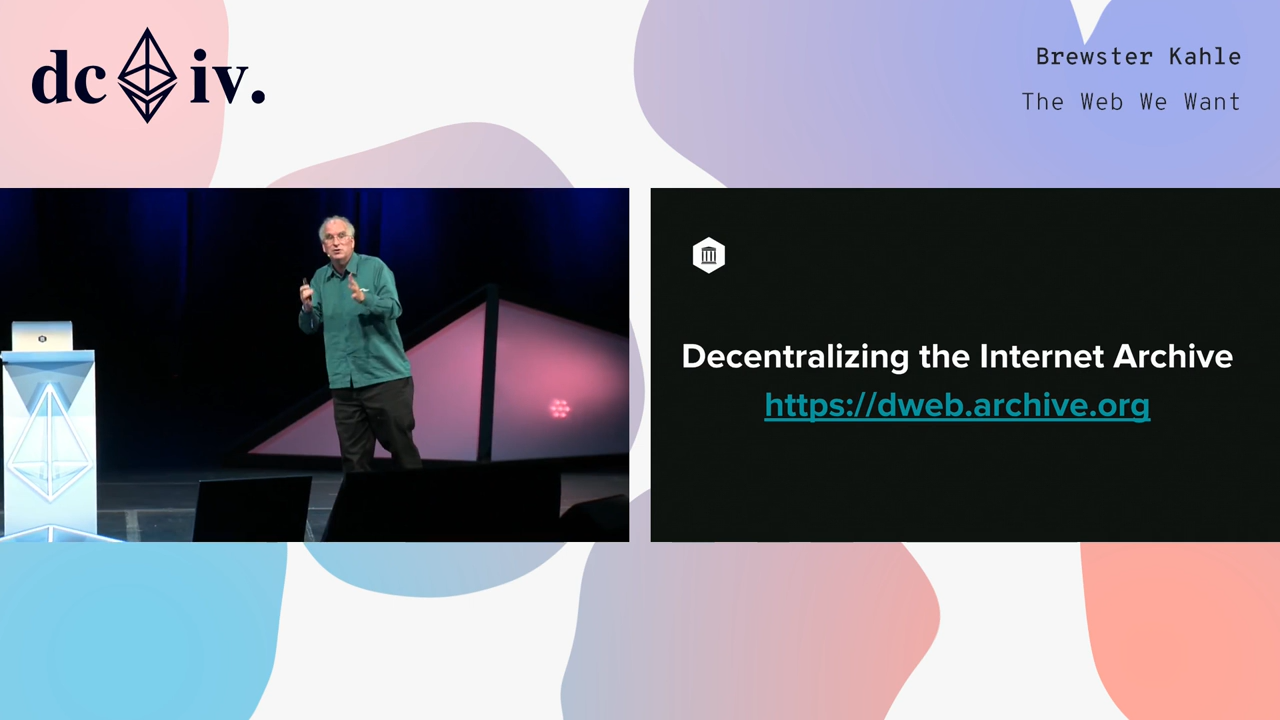 dc iv.
Brewster Kahle
The Web We Want
Decentralizing the Internet Archive
https://dweb.archive.org